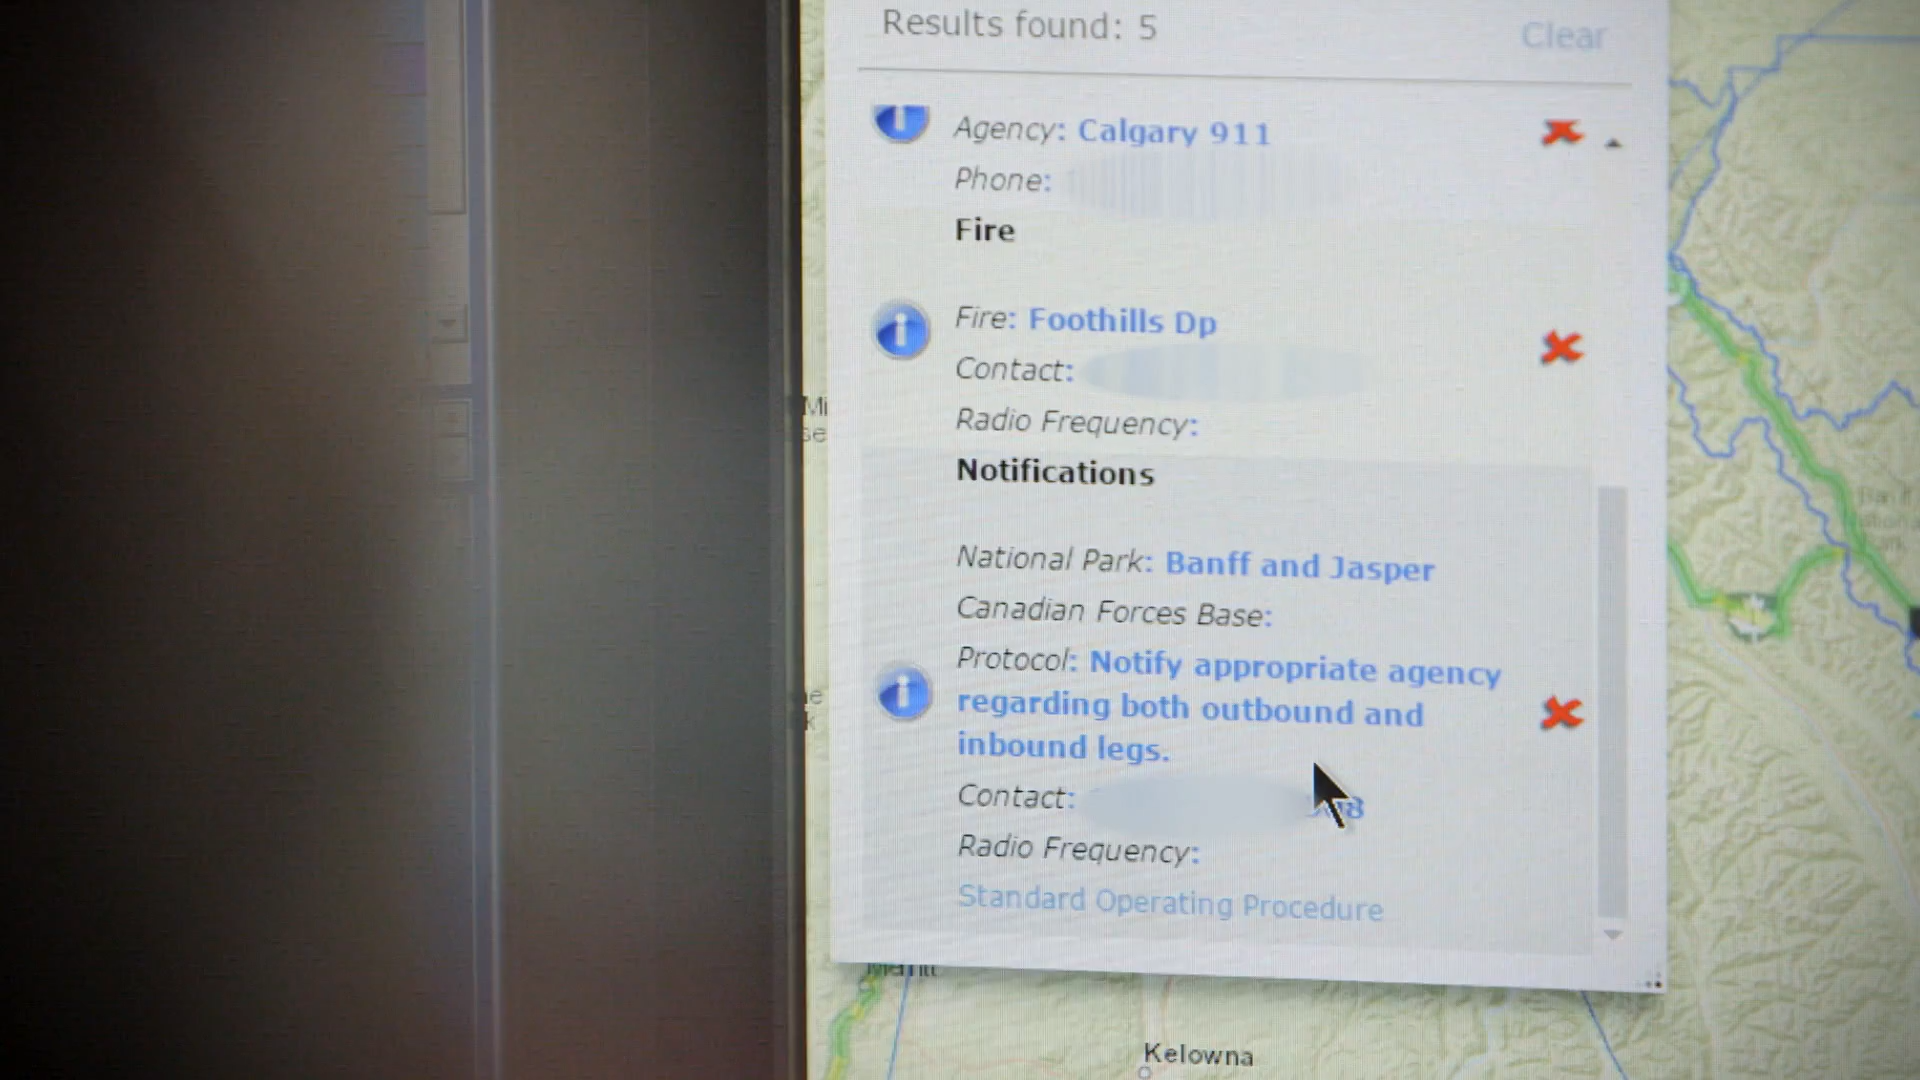 Results found: 5
Clear
Agency: Calgary 911
Phone:
Fire
Fire: Foothills Dp
Contact:
Radio Frequency:
Notifications
National Park: Banff and Jasper
Canadian Forces Base:
Protocol: Notify appropriate agency
regarding both outbound and
inbound legs.
Contact:
Radio Frequency:
Standard Operating Procedure
Merritt
Kelowna